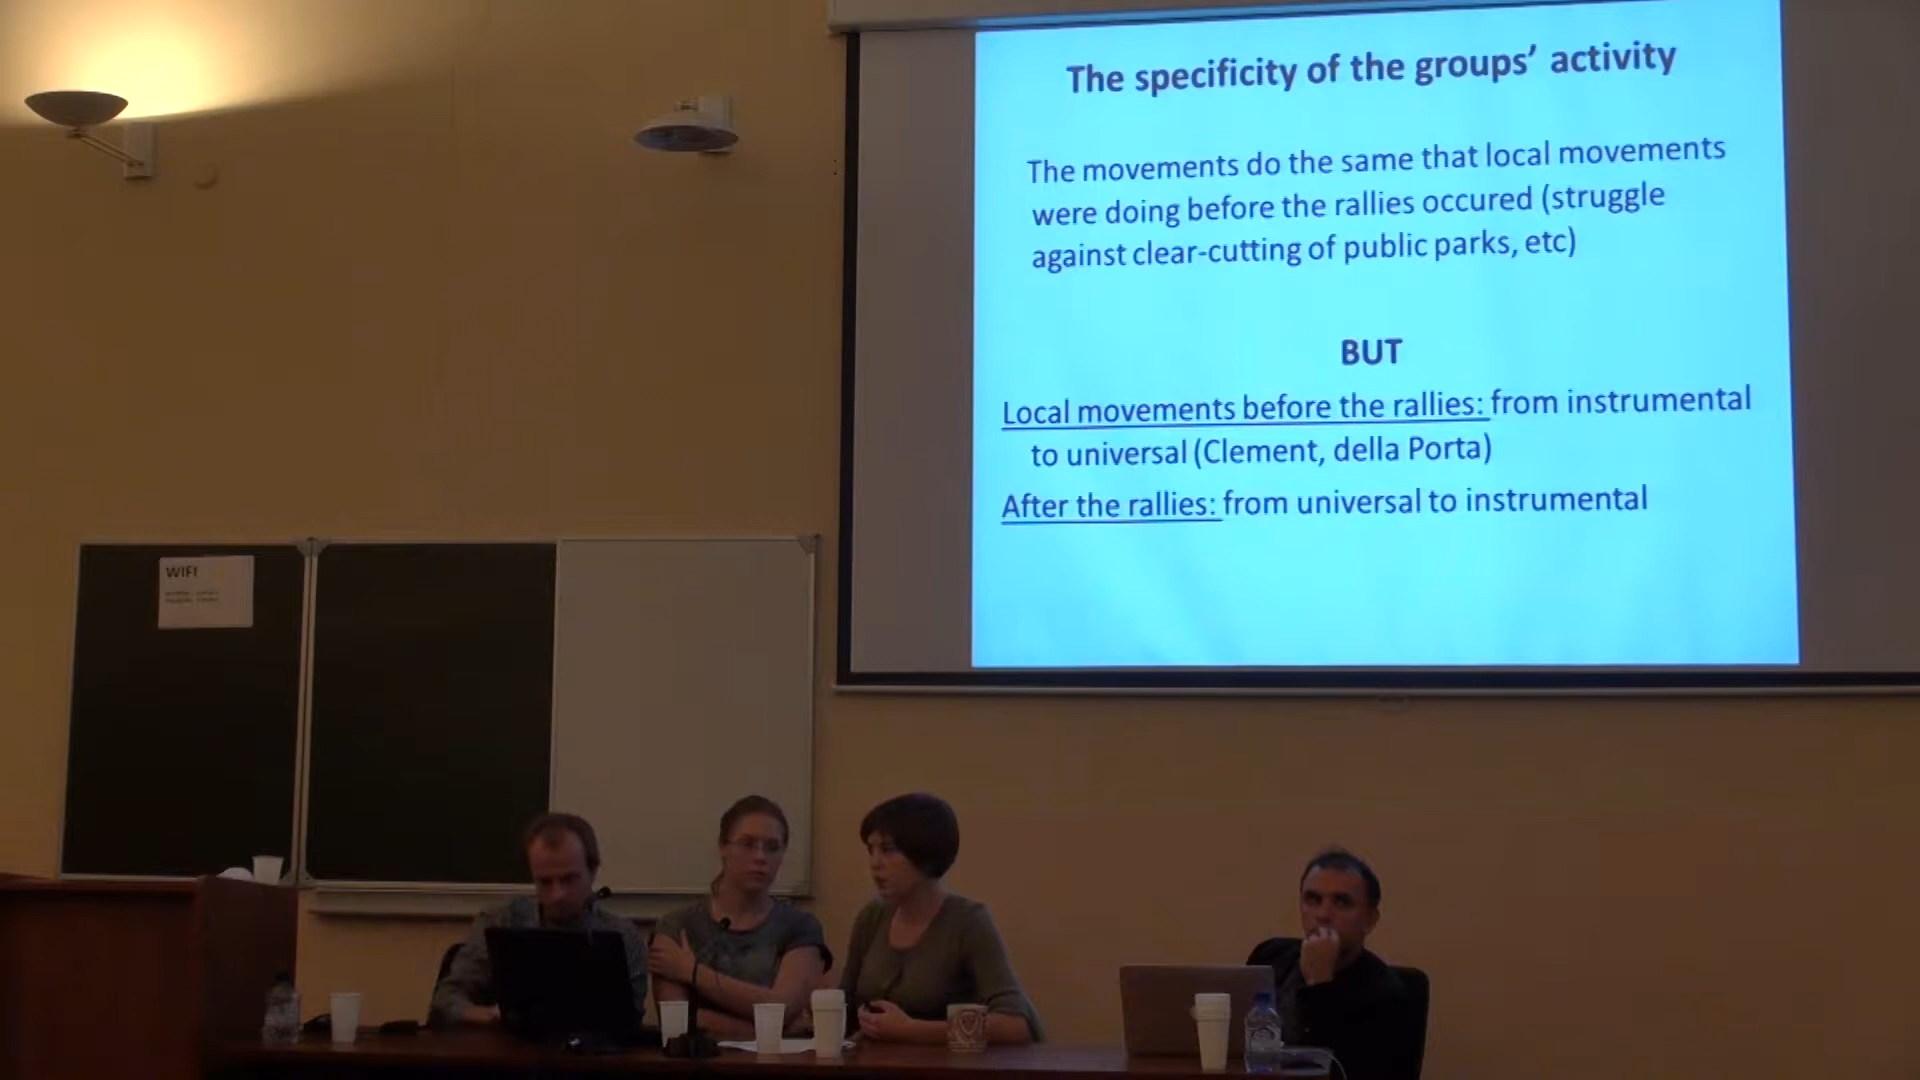 The specificity of the groups' activity
The movements do the same that local movements
were doing before the rallies occured (struggle
against clear-cutting of public parks, etc)
BUT
Local movements before the rallies: from instrumental
to universal (Clement, della Porta)
After the rallies: from universal to instrumental
WIFI